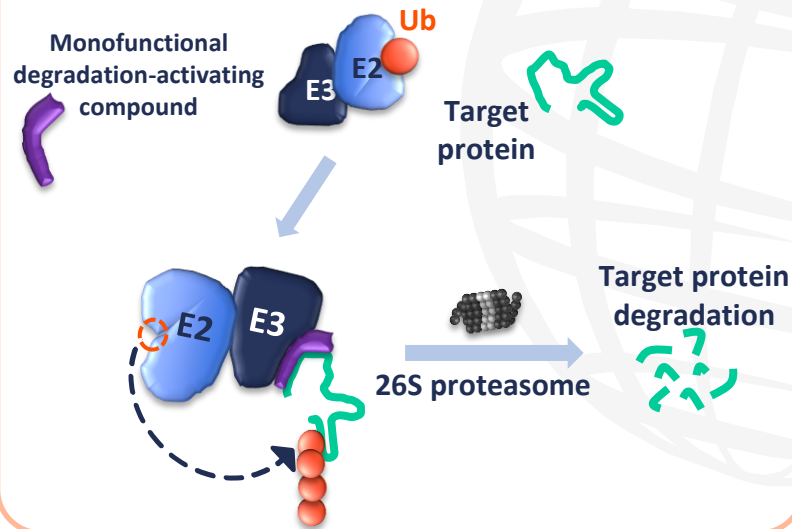 Monofunctional
degradation-activating
compound
Ub
E2
E3
Target
protein
E2
E3
26S proteasome
Target protein
degradation